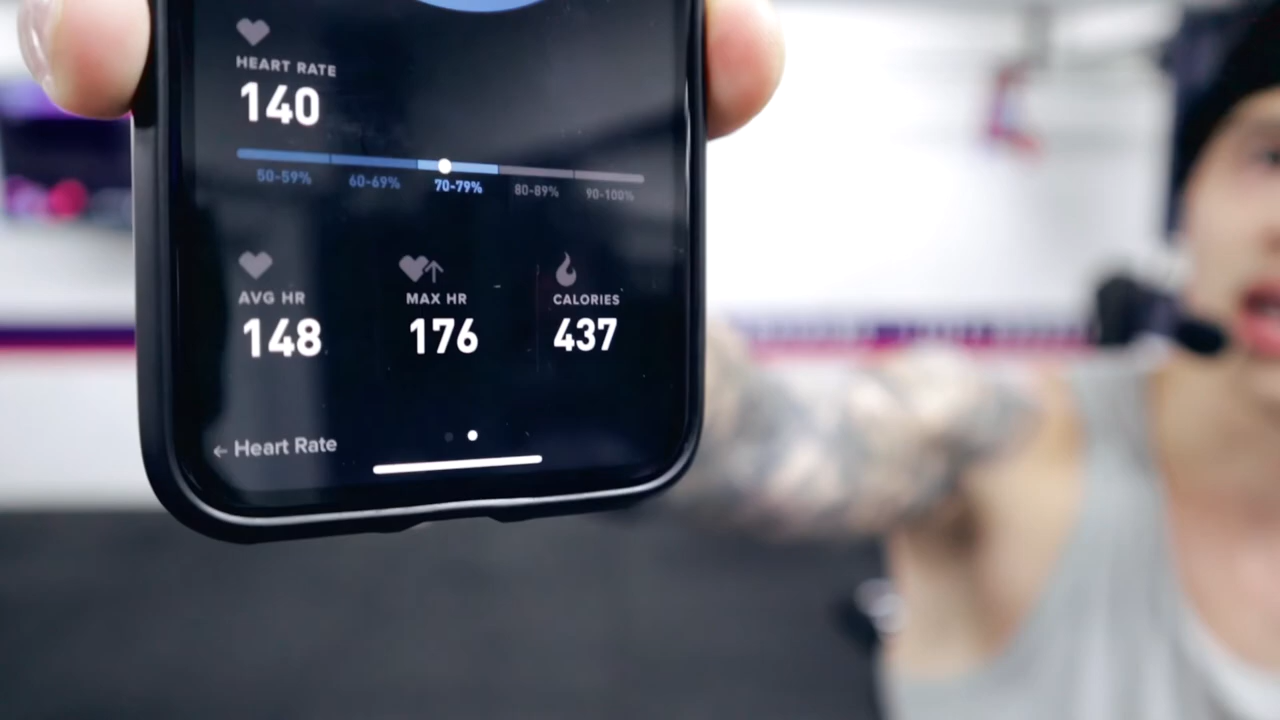 HEART RATE
140
50-59% 60-69% 70-79% 80-89% 90-100%
AVG HR MAX HR CALORIES
148 176 437
← Heart Rate